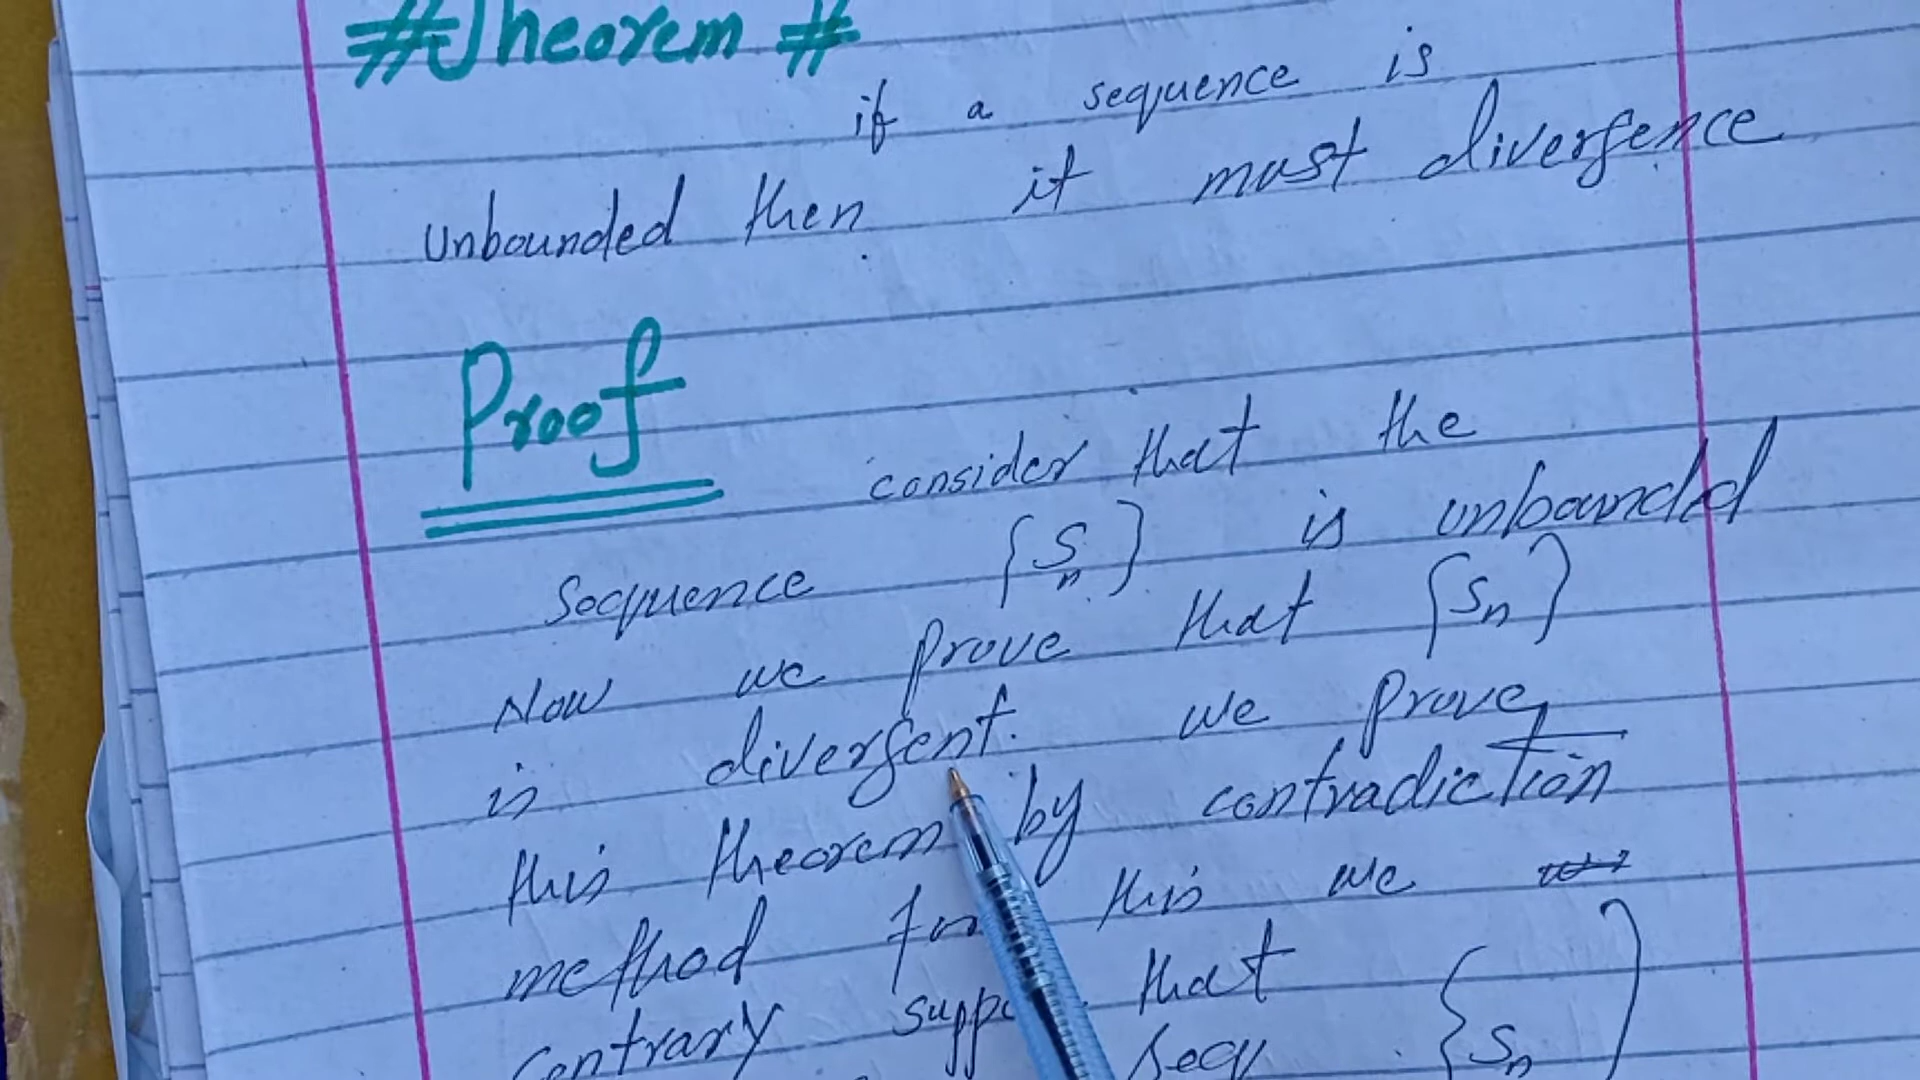 #Theorem #
if a sequence is
unbounded then it must divergence
Proof
consider that the
sequence {Sn} is unbounded
Now we prove that {Sn}
is divergent. we prove
this theorem by contradiction
method for this we
contrary that
sequ {Sn}